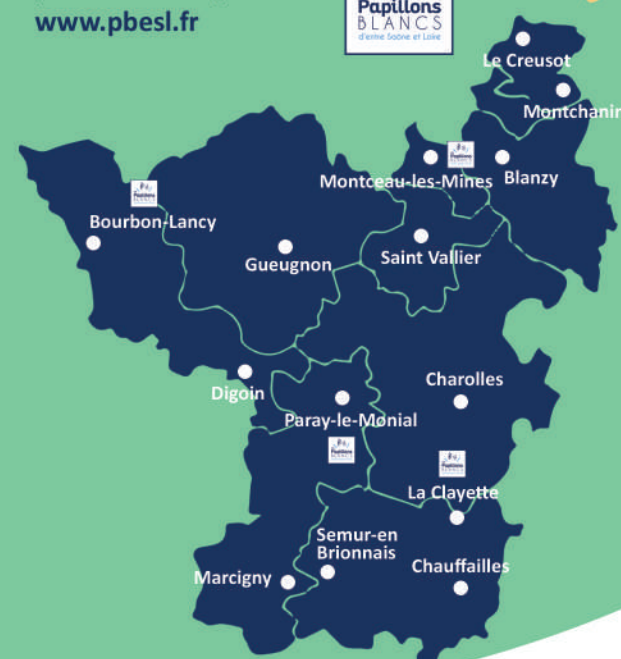 www.pbesl.fr
Papillons
BLANCS
d'entre Saône et Loire
Le Creusot
Montchanin
Montceau-les-Mines
Blanzy
Bourbon-Lancy
Gueugnon
Saint Vallier
Digoin
Charolles
Paray-le-Monial
La Clayette
Semur-en
Brionnais
Chauffailles
Marcigny